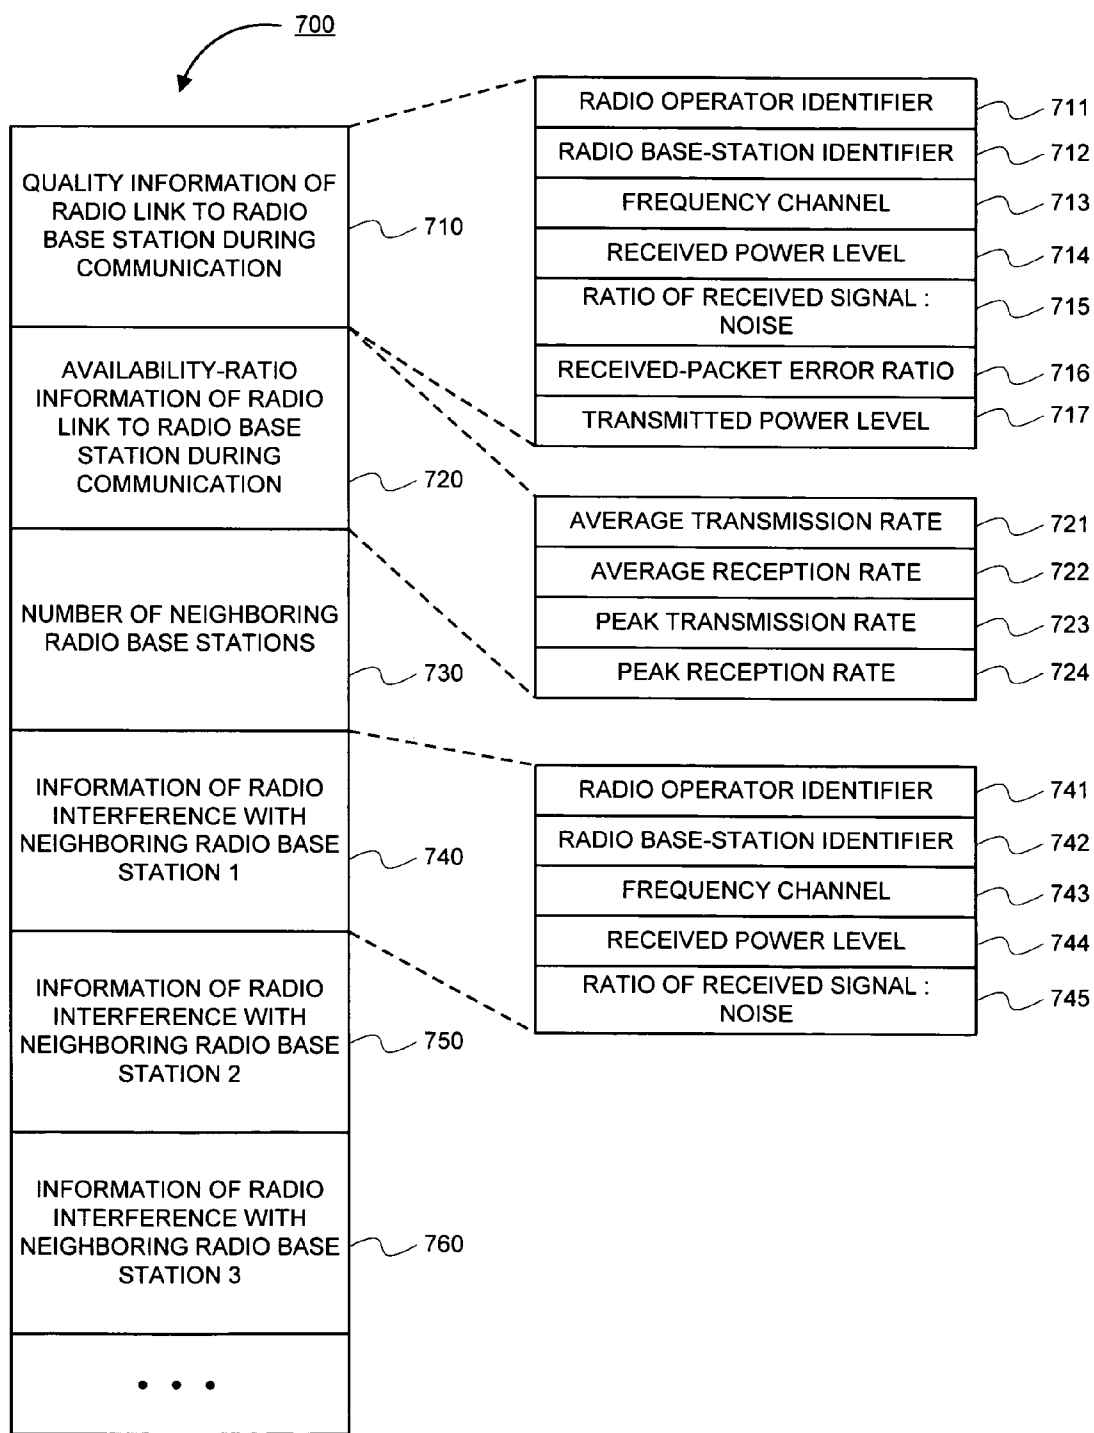 700
QUALITY INFORMATION OF
RADIO LINK TO RADIO
BASE STATION DURING
COMMUNICATION
710
AVAILABILITY-RATIO
INFORMATION OF RADIO
LINK TO RADIO BASE
STATION DURING
COMMUNICATION
720
NUMBER OF NEIGHBORING
RADIO BASE STATIONS
730
INFORMATION OF RADIO
INTERFERENCE WITH
NEIGHBORING RADIO BASE
STATION 1
740
INFORMATION OF RADIO
INTERFERENCE WITH
NEIGHBORING RADIO BASE
STATION 2
750
INFORMATION OF RADIO
INTERFERENCE WITH
NEIGHBORING RADIO BASE
STATION 3
760
• • •
RADIO OPERATOR IDENTIFIER 711
RADIO BASE-STATION IDENTIFIER 712
FREQUENCY CHANNEL 713
RECEIVED POWER LEVEL 714
RATIO OF RECEIVED SIGNAL :
NOISE 715
RECEIVED-PACKET ERROR RATIO 716
TRANSMITTED POWER LEVEL 717
AVERAGE TRANSMISSION RATE 721
AVERAGE RECEPTION RATE 722
PEAK TRANSMISSION RATE 723
PEAK RECEPTION RATE 724
RADIO OPERATOR IDENTIFIER 741
RADIO BASE-STATION IDENTIFIER 742
FREQUENCY CHANNEL 743
RECEIVED POWER LEVEL 744
RATIO OF RECEIVED SIGNAL :
NOISE 745